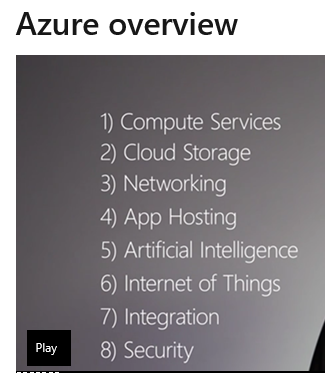 Azure overview
1) Compute Services
2) Cloud Storage
3) Networking
4) App Hosting
5) Artificial Intelligence
6) Internet of Things
7) Integration
8) Security
Play